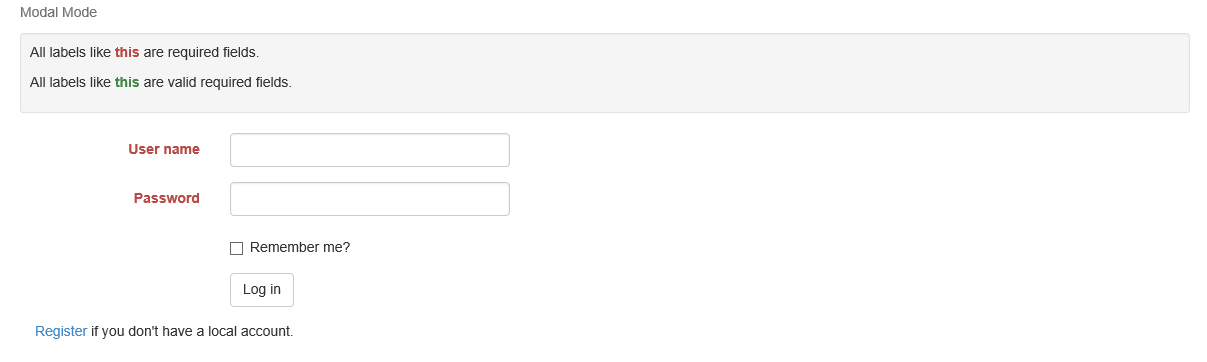 Modal Mode
All labels like this are required fields.
All labels like this are valid required fields.
User name
Password
Remember me?
Log in
Register if you don't have a local account.